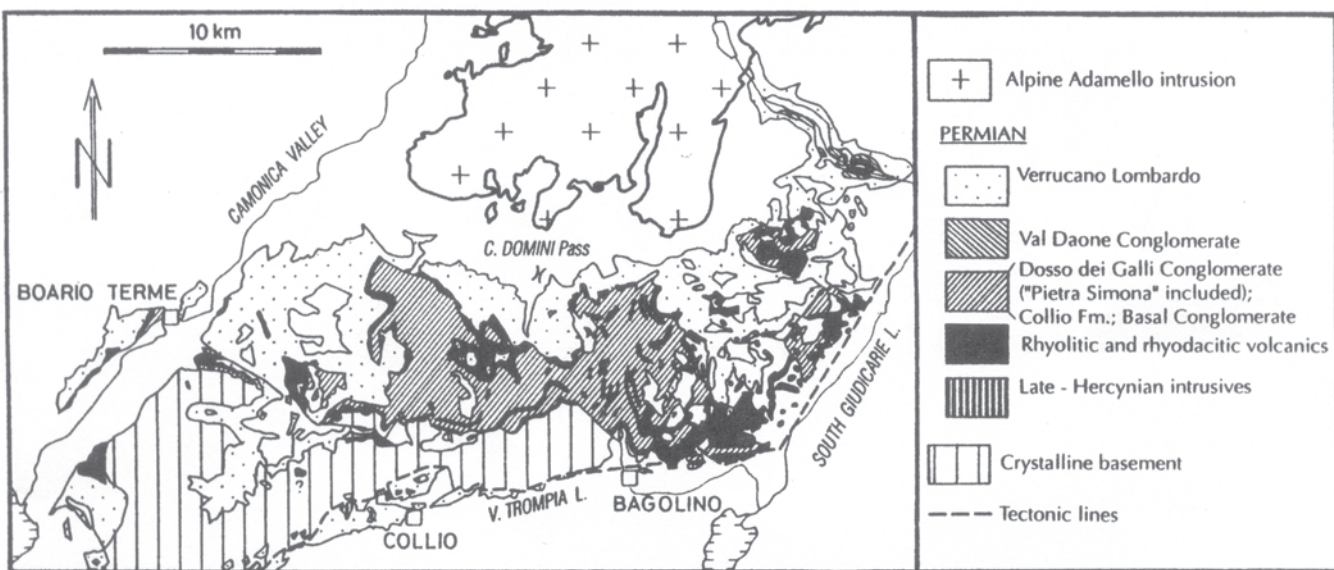 10 km
N
CAMONICA VALLEY
C. DOMINI Pass
BOARIO TERME
SOUTH GIUDICARIE L.
V. TROMPIA L.
BAGOLINO
COLLIO
?
Alpine Adamello intrusion
PERMIAN
Verrucano Lombardo
Val Daone Conglomerate
Dosso dei Galli Conglomerate
("Pietra Simona" included);
Collio Fm.; Basal Conglomerate
Rhyolitic and rhyodacitic volcanics
Late - Hercynian intrusives
Crystalline basement
Tectonic lines